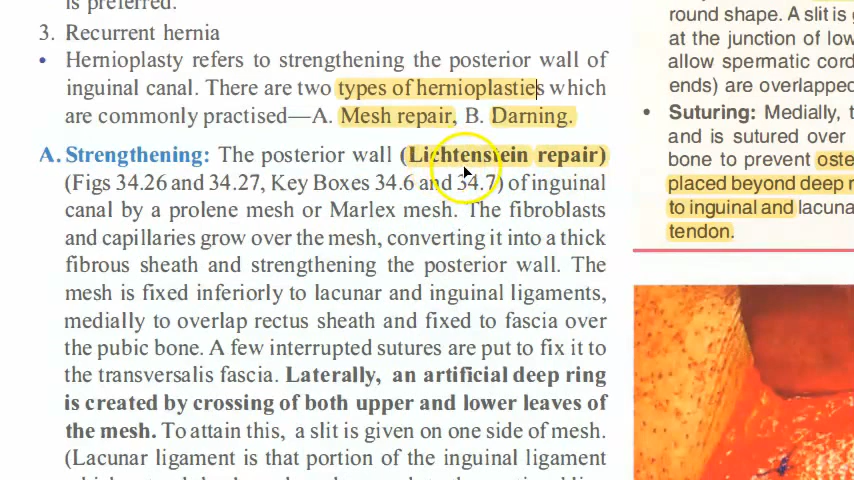 is preferred.
3. Recurrent hernia
• Hernioplasty refers to strengthening the posterior wall of
inguinal canal. There are two types of hernioplasties which
are commonly practised—A. Mesh repair, B. Darning.
A. Strengthening: The posterior wall (Lichtenstein repair)
(Figs 34.26 and 34.27, Key Boxes 34.6 and 34.7) of inguinal
canal by a prolene mesh or Marlex mesh. The fibroblasts
and capillaries grow over the mesh, converting it into a thick
fibrous sheath and strengthening the posterior wall. The
mesh is fixed inferiorly to lacunar and inguinal ligaments,
medially to overlap rectus sheath and fixed to fascia over
the pubic bone. A few interrupted sutures are put to fix it to
the transversalis fascia. Laterally, an artificial deep ring
is created by crossing of both upper and lower leaves of
the mesh. To attain this, a slit is given on one side of mesh.
(Lacunar ligament is that portion of the inguinal ligament
round shape. A slit is
at the junction of low
allow spermatic cord
ends) are overlapped
• Suturing: Medially, t
and is sutured over
bone to prevent oste
placed beyond deep r
to inguinal and lacuna
tendon.